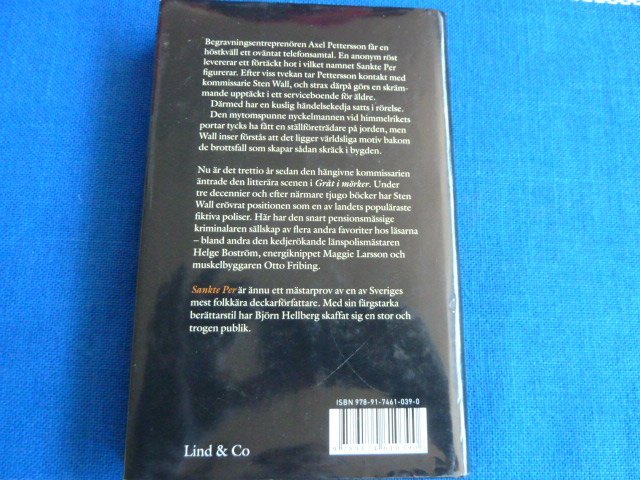 Begravningsentreprenören Axel Pettersson får en
höstkväll ett oväntat telefonsamtal. En anonym röst
levererar ett förtäckt hot i vilket namnet Sankte Per
figurerar. Efter viss tvekan tar Pettersson kontakt med
kommissarie Sten Wall, och strax därpå görs en skräm-
mande upptäckt i ett serviceboende för äldre.
Därmed har en kuslig händelsekedja satts i rörelse.
Den mytomspunne nyckelmannen vid himmelrikets
portar tycks ha fått en ställföreträdare på jorden, men
Wall inser förstås att det ligger världsliga motiv bakom
de brottsfall som skapar sådan skräck i bygden.
Nu är det trettio år sedan den hängivne kommissarien
äntrade den litterära scenen i Gråt i mörker. Under
tre decennier och efter närmare tjugo böcker har Sten
Wall erövrat positionen som en av landets populäraste
fiktiva poliser. Här har den snart pensionsmässige
kriminalaren sällskap av flera andra favoriter hos läsarna
– bland andra den kedjerökande länspolismästaren
Helge Boström, energiknippet Maggie Larsson och
muskelbyggaren Otto Fribing.
Sankte Per är ännu ett mästarprov av en av Sveriges
mest folkkära deckarförfattare. Med sin färgstarka
berättarstil har Björn Hellberg skaffat sig en stor och
trogen publik.
ISBN 978-91-7461-039-0
Lind & Co